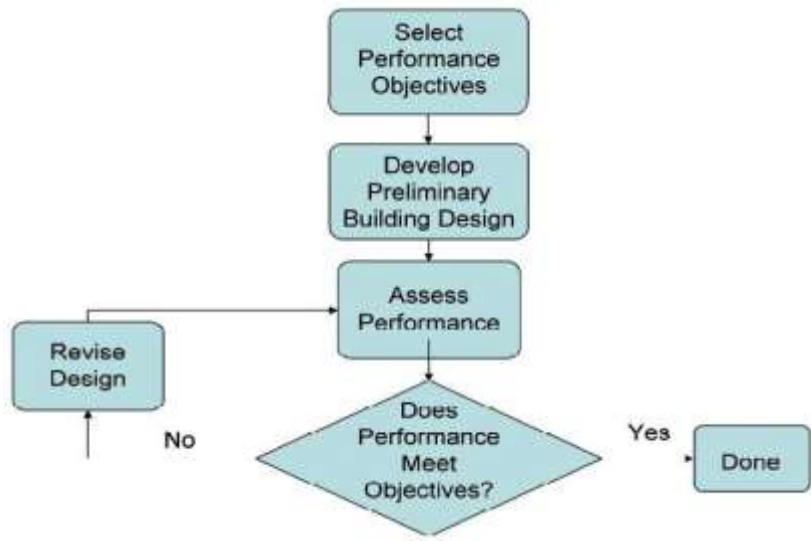 Select
Performance
Objectives
Develop
Preliminary
Building Design
Assess
Performance
Revise
Design
No
Does
Performance
Meet
Objectives?
Yes
Done